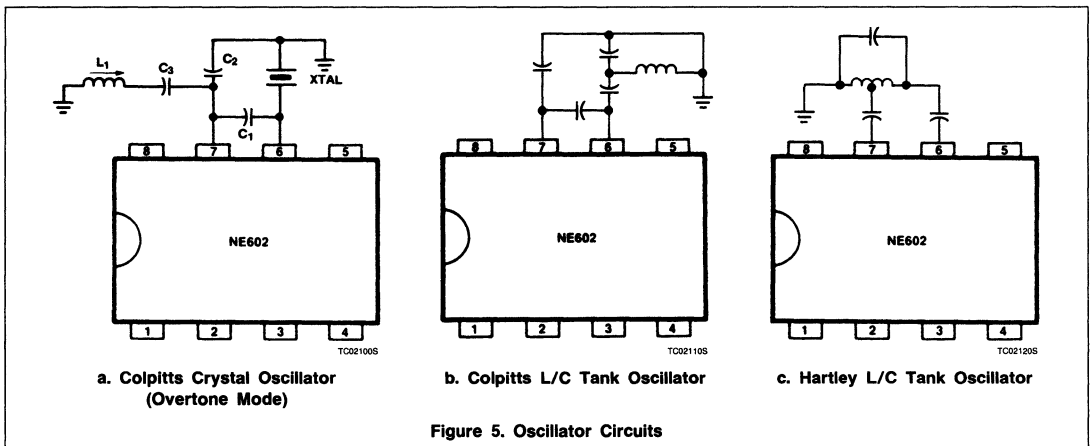 L1
C3
C2
XTAL
C1
8 7 6 5
NE602
1 2 3 4
TC02100S
a. Colpitts Crystal Oscillator
(Overtone Mode)
8 7 6 5
NE602
1 2 3 4
TC02110S
b. Colpitts L/C Tank Oscillator
8 7 6 5
NE602
1 2 3 4
TC02120S
c. Hartley L/C Tank Oscillator
Figure 5. Oscillator Circuits